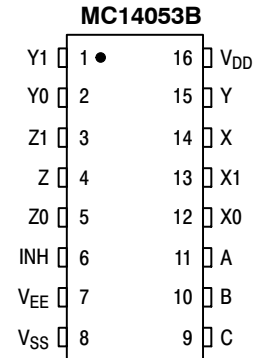 MC14053B
Y1 1 16 VDD
Y0 2 15 Y
Z1 3 14 X
Z 4 13 X1
Z0 5 12 X0
INH 6 11 A
VEE 7 10 B
VSS 8 9 C